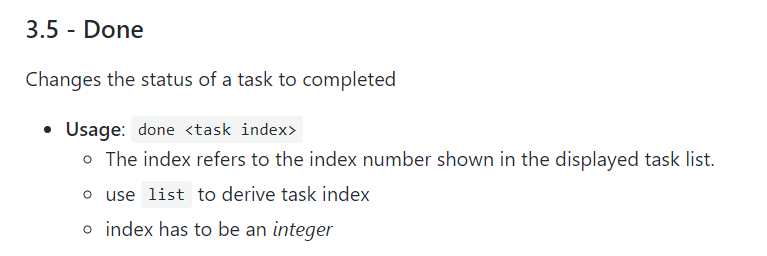 3.5 - Done
Changes the status of a task to completed
Usage: done <task index>
The index refers to the index number shown in the displayed task list.
use list to derive task index
index has to be an integer